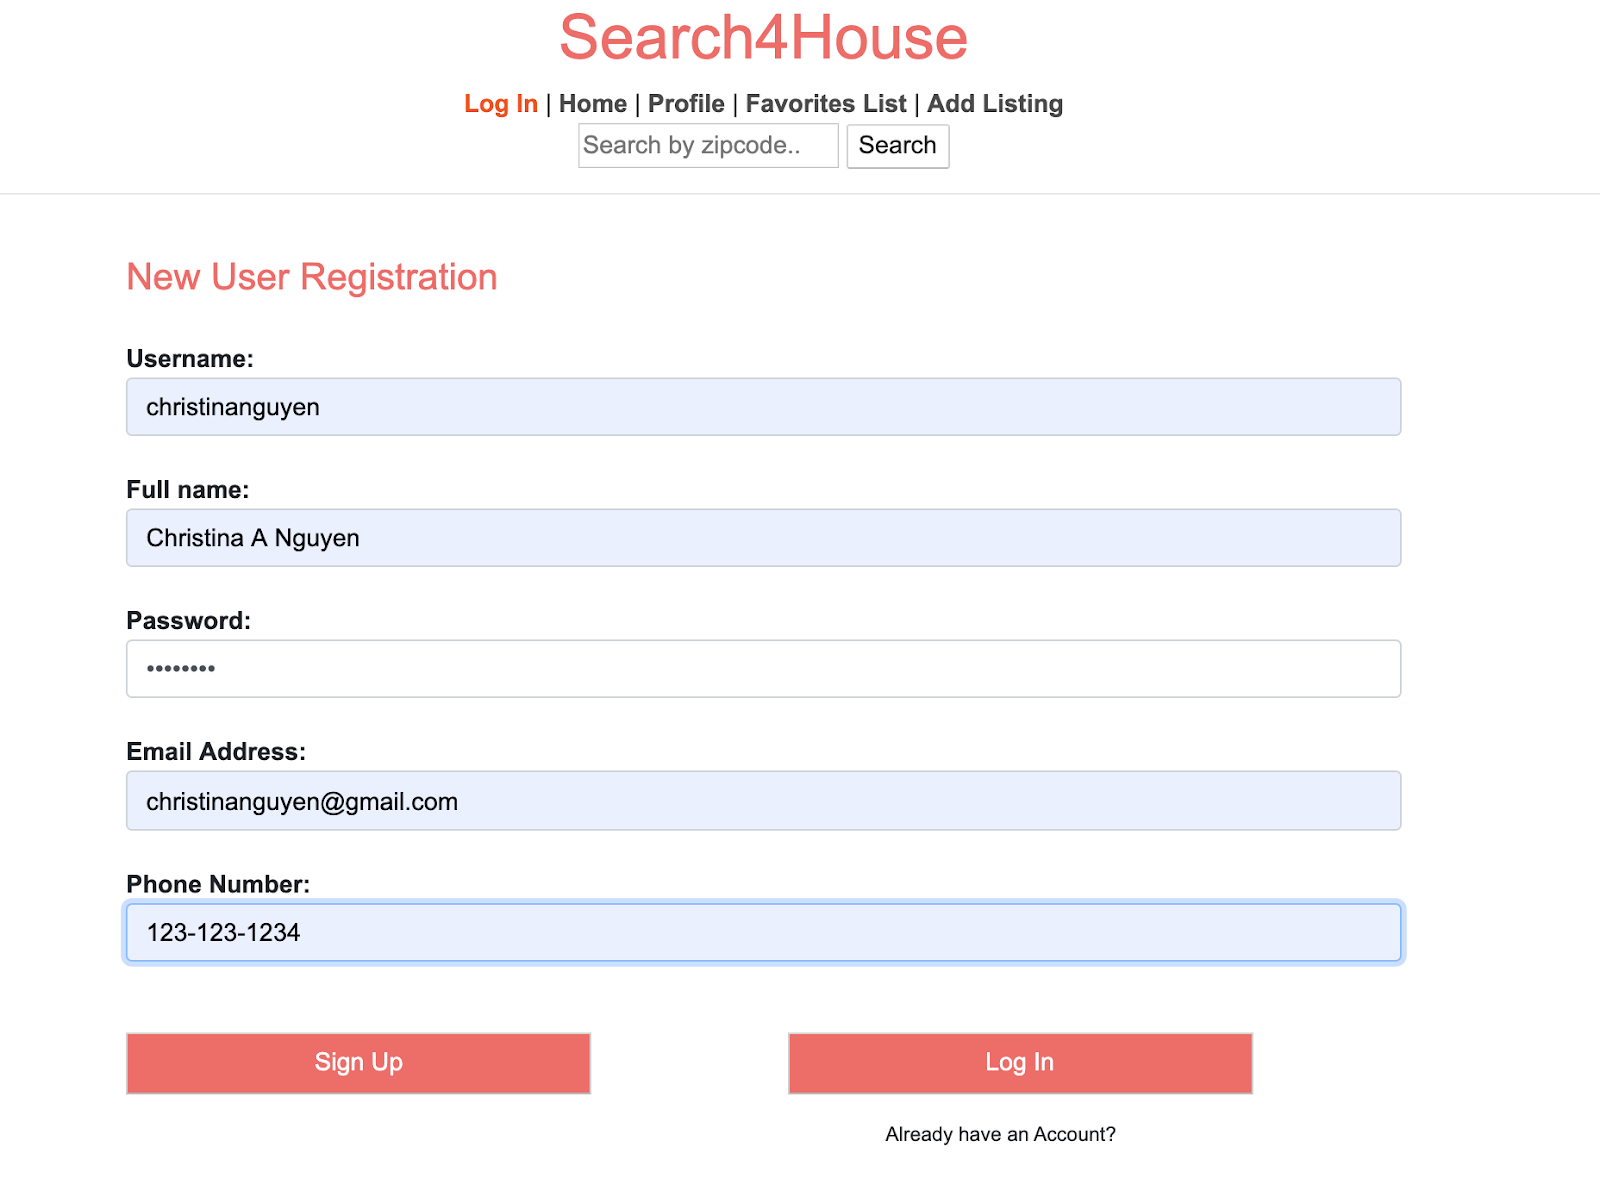 Search4House
Log In | Home | Profile | Favorites List | Add Listing
Search by zipcode.. Search
New User Registration
Username:
christinanguyen
Full name:
Christina A Nguyen
Password:
••••••••
Email Address:
christinanguyen@gmail.com
Phone Number:
123-123-1234
Sign Up Log In
Already have an Account?